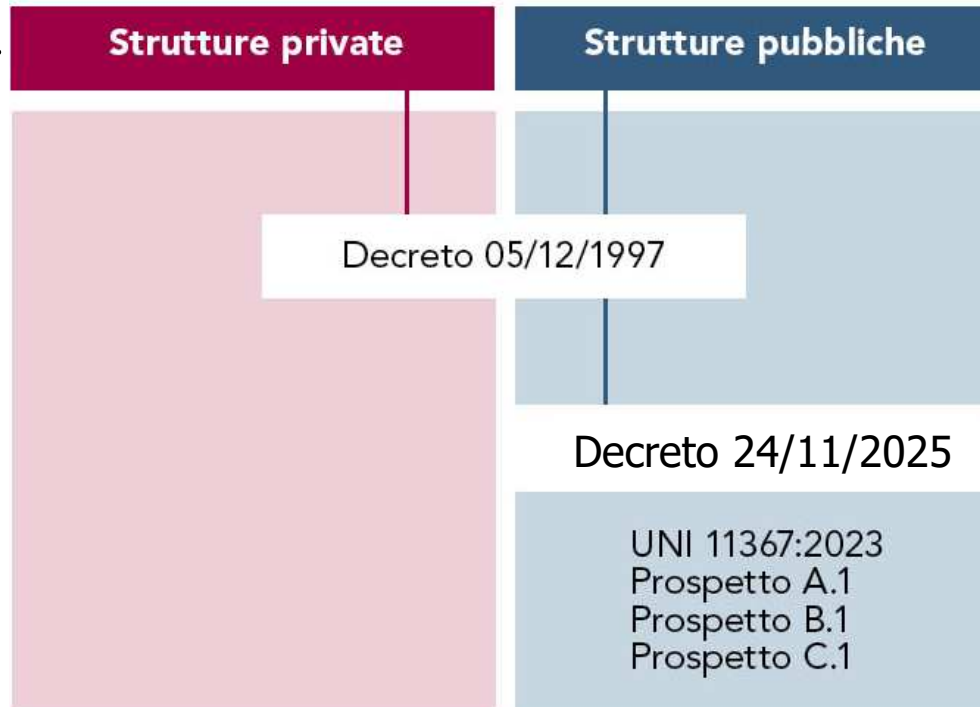 Strutture private
Strutture pubbliche
Decreto 05/12/1997
Decreto 24/11/2025
UNI 11367:2023
Prospetto A.1
Prospetto B.1
Prospetto C.1